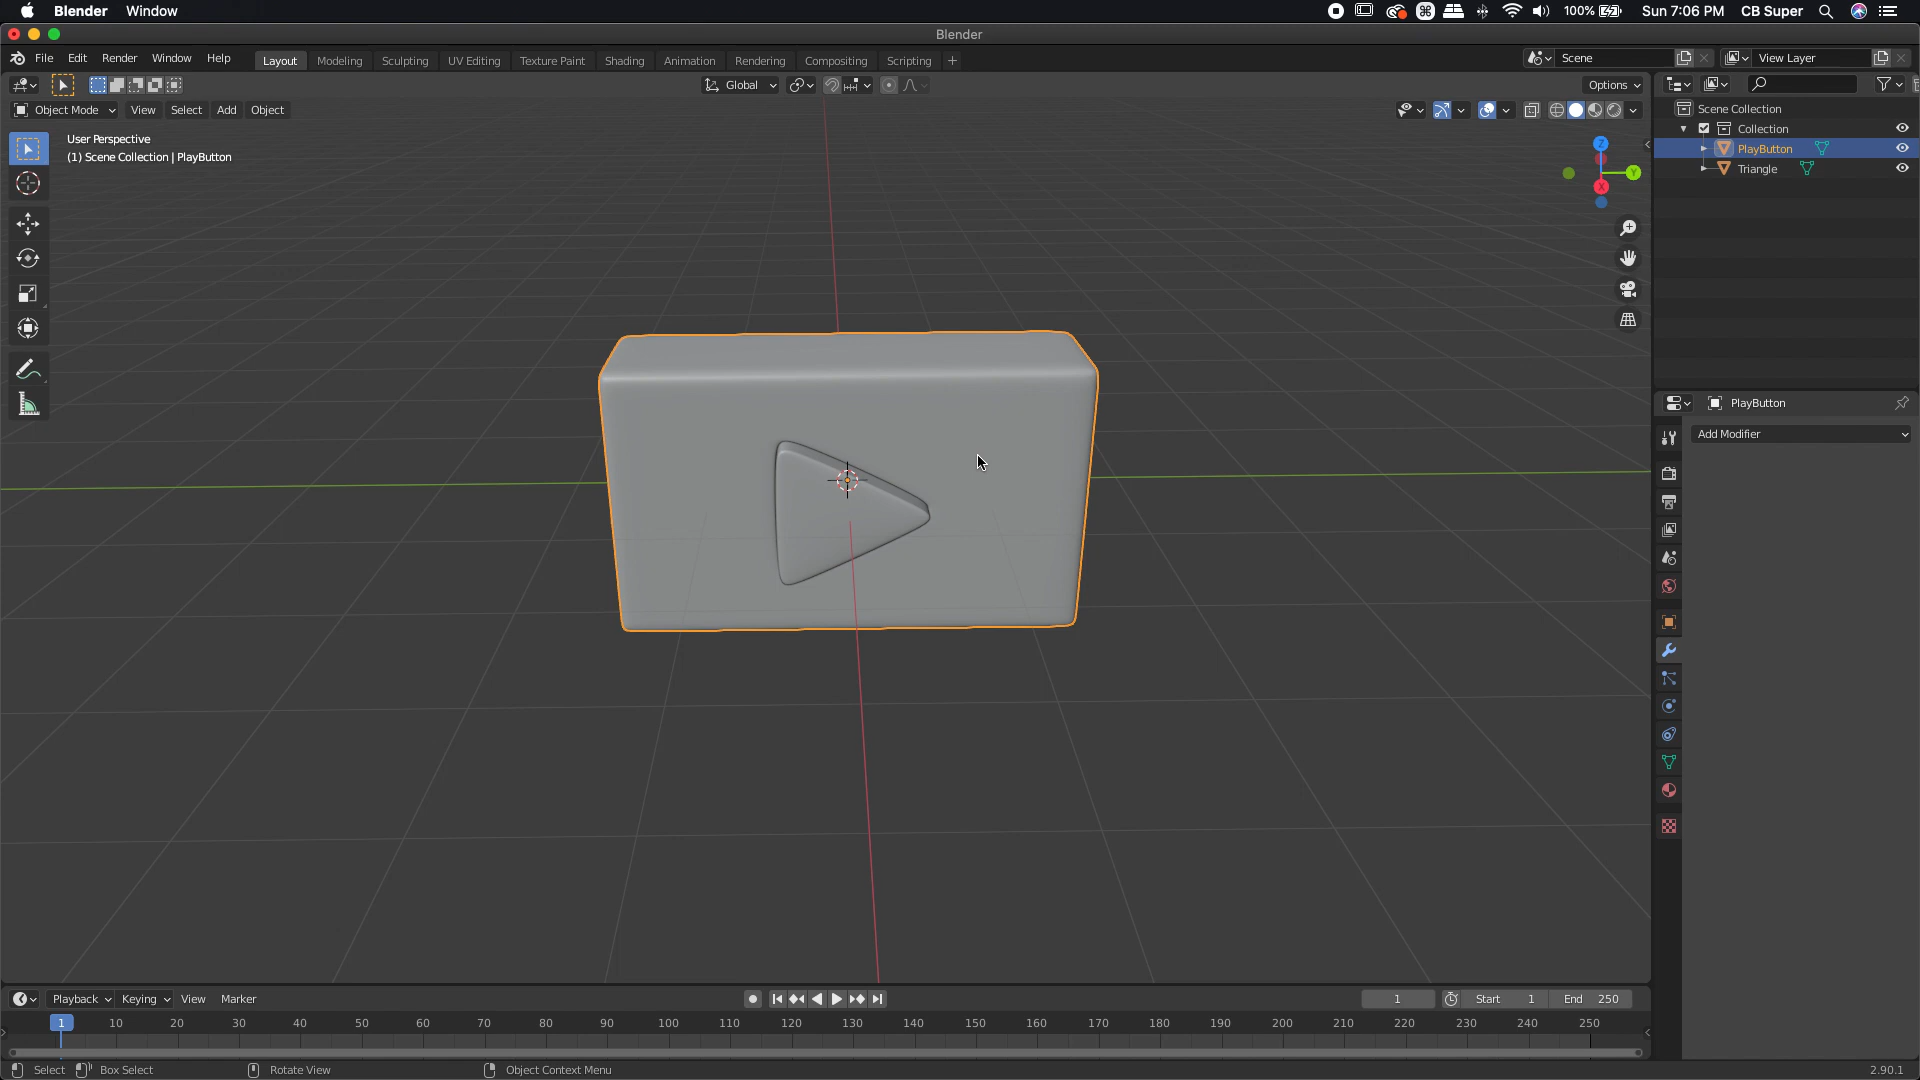 Blender Window 100% Sun 7:06 PM CB Super
Blender
File Edit Render Window Help Layout Modeling Sculpting UV Editing Texture Paint Shading Animation Rendering Compositing Scripting + Scene View Layer
Global Options
Object Mode View Select Add Object
User Perspective
(1) Scene Collection | PlayButton
Z
Y
X
Scene Collection
Collection
PlayButton
Triangle
PlayButton
Add Modifier
Playback Keying View Marker 1 Start 1 End 250
1 10 20 30 40 50 60 70 80 90 100 110 120 130 140 150 160 170 180 190 200 210 220 230 240 250
Select Box Select Rotate View Object Context Menu 2.90.1